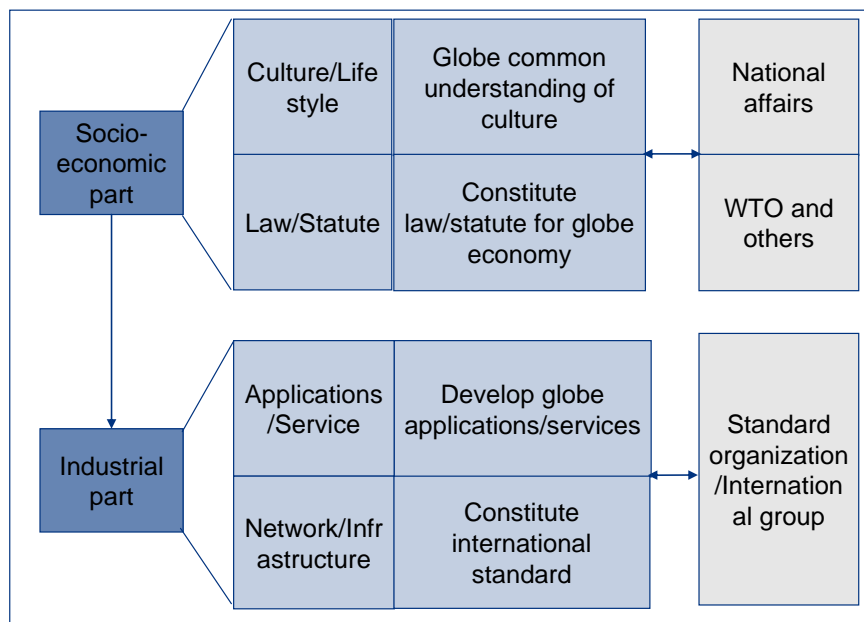 Socio-
economic
part
Culture/Life
style
Globe common
understanding of
culture
National
affairs
Law/Statute
Constitute
law/statute for globe
economy
WTO and
others
Industrial
part
Applications
/Service
Develop globe
applications/services
Standard
organization
/Internation
al group
Network/Infr
astructure
Constitute
international
standard